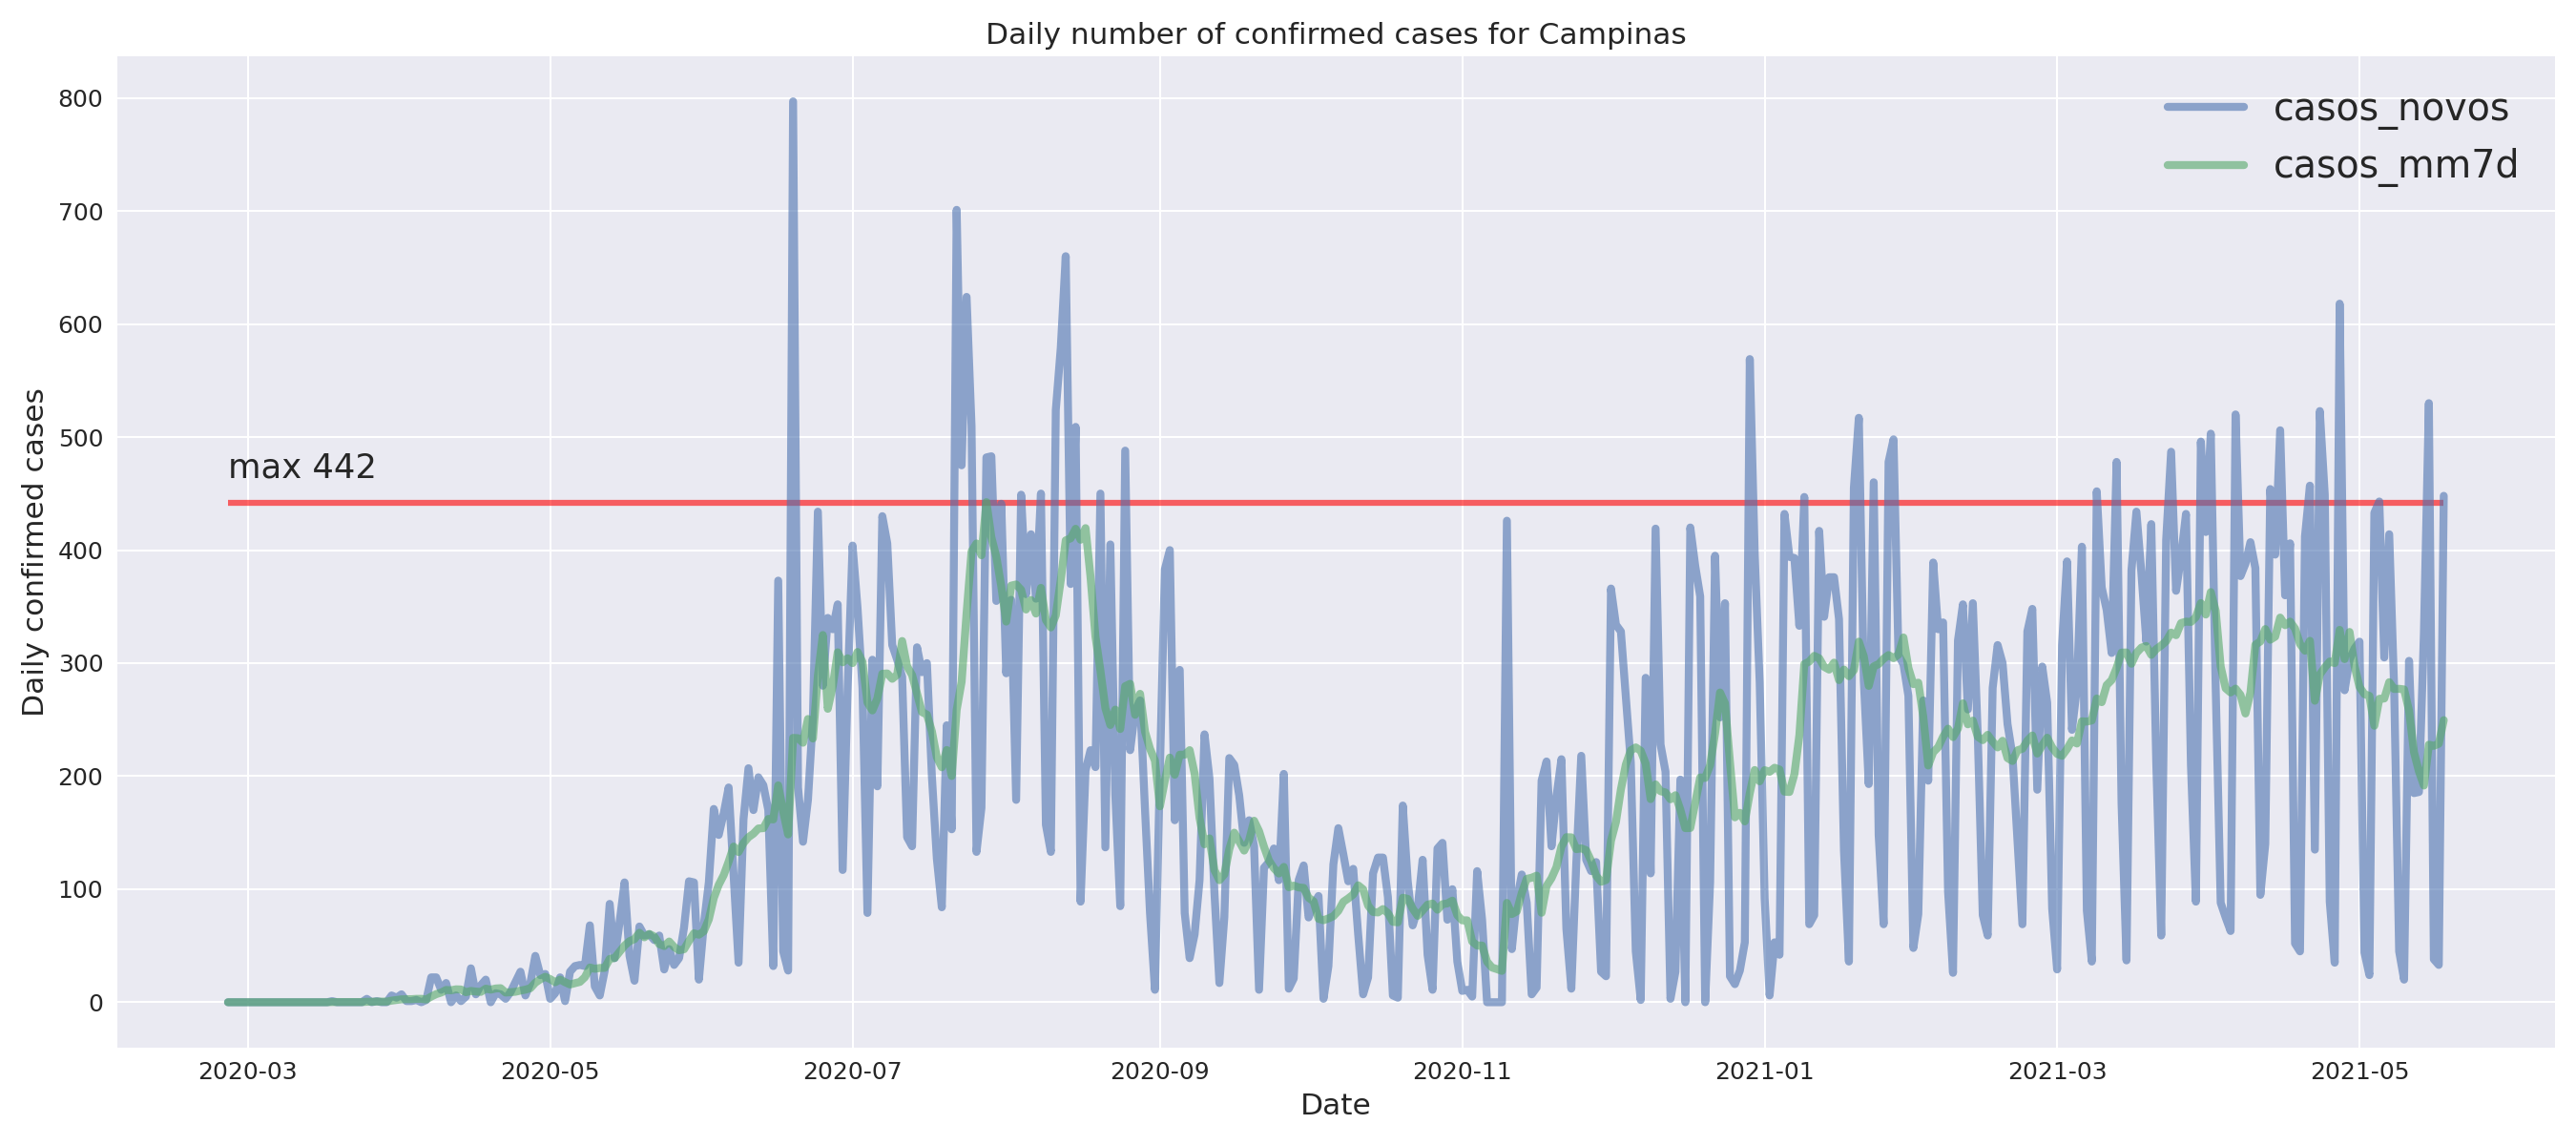 Daily number of confirmed cases for Campinas
casos_novos
casos_mm7d
800
700
600
500
400
300
200
100
0
Daily confirmed cases
max 442
2020-03
2020-05
2020-07
2020-09
2020-11
2021-01
2021-03
2021-05
Date